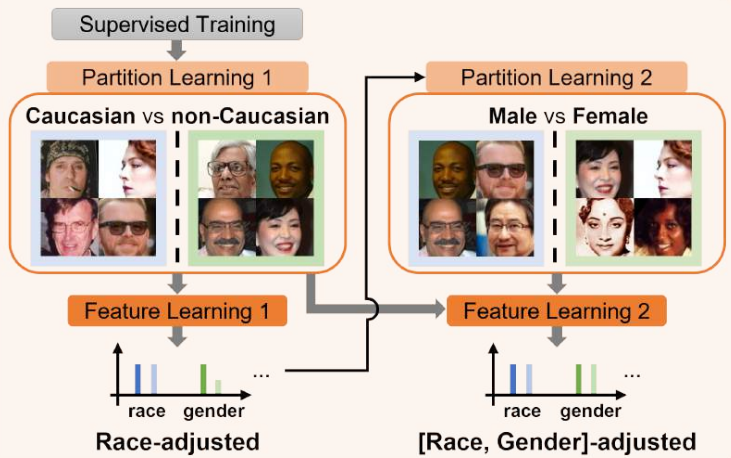 Supervised Training
Partition Learning 1
Caucasian vs non-Caucasian
Feature Learning 1
...
race gender
Race-adjusted
Partition Learning 2
Male vs Female
Feature Learning 2
...
race gender
[Race, Gender]-adjusted